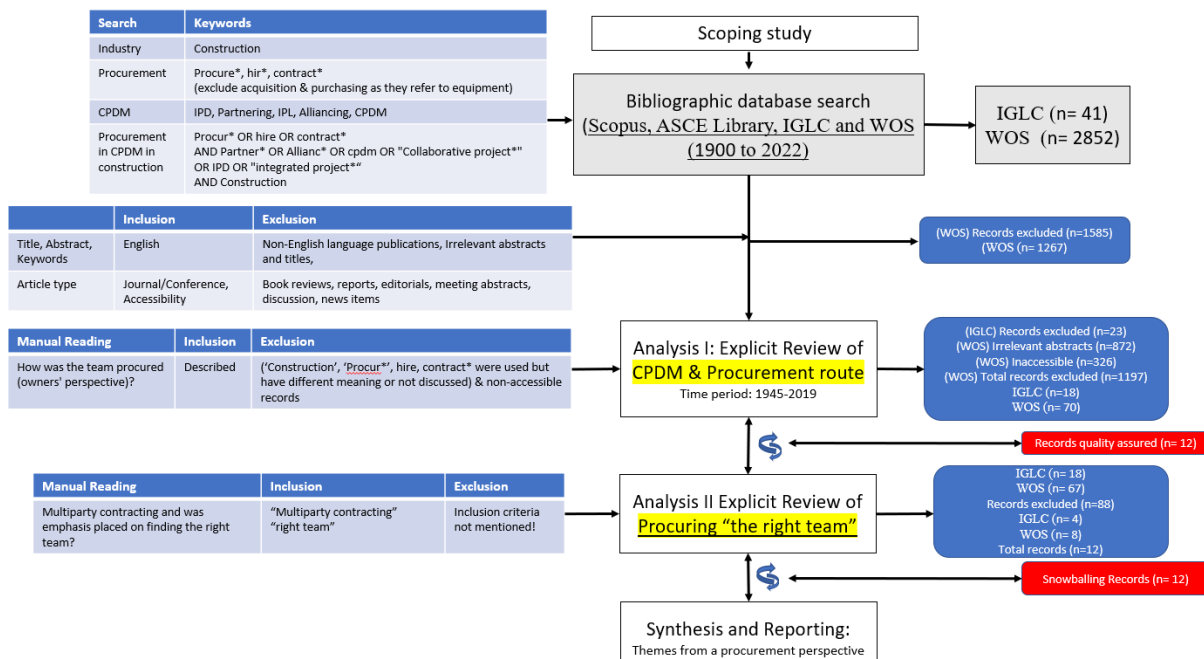 Search Keywords
Industry Construction
Procurement Procure*, hir*, contract*
(exclude acquisition & purchasing as they refer to equipment)
CPDM IPD, Partnering, IPL, Alliancing, CPDM
Procurement in CPDM in construction
Procur* OR hire OR contract*
AND Partner* OR Allianc* OR cpdm OR "Collaborative project*"
OR IPD OR "integrated project*"
AND Construction
Scoping study
Bibliographic database search
(Scopus, ASCE Library, IGLC and WOS
(1900 to 2022)
IGLC (n= 41)
WOS (n= 2852
Inclusion Exclusion
Title, Abstract,
Keywords
English
Non-English language publications, Irrelevant abstracts
and titles,
Article type
Journal/Conference,
Accessibility
Book reviews, reports, editorials, meeting abstracts,
discussion, news items
(WOS) Records excluded (n=1585)
(WOS (n= 1267)
Manual Reading Inclusion Exclusion
How was the team procured
(owners' perspective)?
Described
('Construction', 'Procur*', hire, contract* were used but
have different meaning or not discussed) & non-accessible
records
Analysis I: Explicit Review of
CPDM & Procurement route
Time period: 1945-2019
(IGLC) Records excluded (n=23)
(WOS) Irrelevant abstracts (n=872)
(WOS) Inaccessible (n=326)
(WOS) Total records excluded (n=1197)
IGLC (n=18)
WOS (n= 70)
Records quality assured (n= 12)
Manual Reading Inclusion Exclusion
Multiparty contracting and was
emphasis placed on finding the right
team?
"Multiparty contracting"
"right team"
Inclusion criteria
not mentioned!
Analysis II Explicit Review of
Procuring "the right team"
IGLC (n= 18)
WOS (n= 67)
Records excluded (n=88)
IGLC (n= 4)
WOS (n= 8)
Total records (n=12)
Snowballing Records (n= 12)
Synthesis and Reporting:
Themes from a procurement perspective